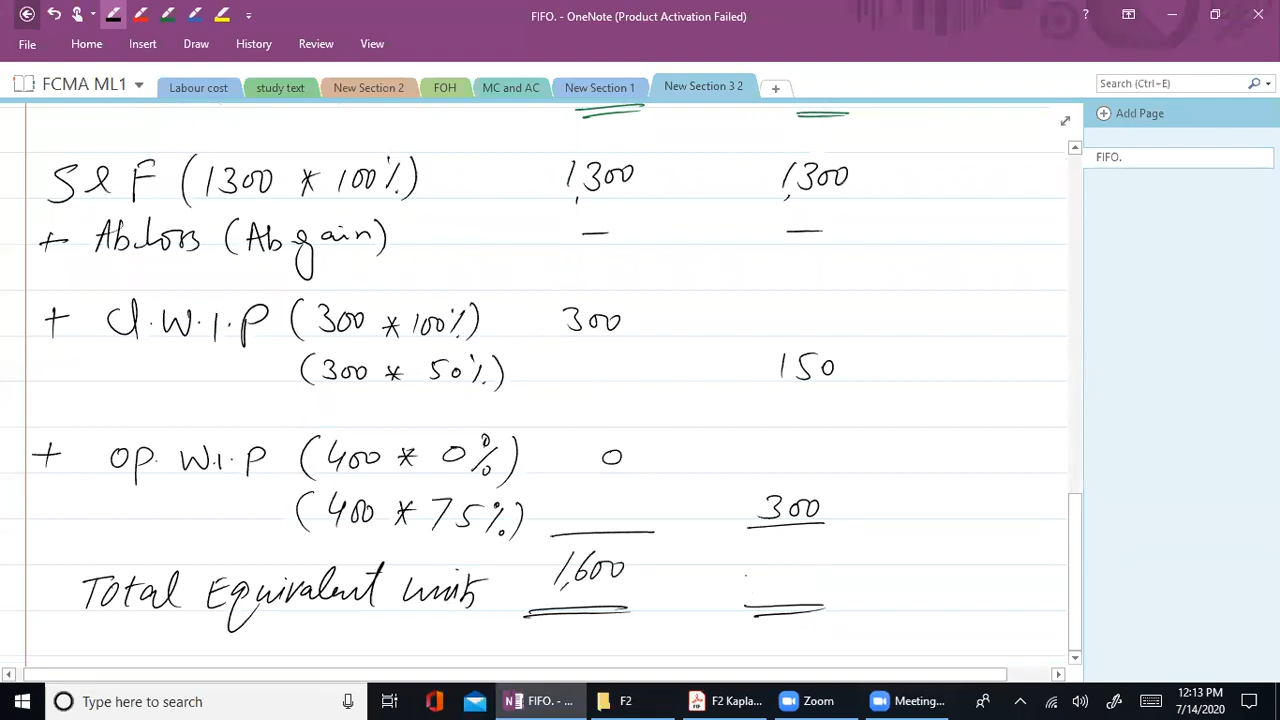 FIFO. - OneNote (Product Activation Failed)
?
File Home Insert Draw History Review View
FCMA ML1 Labour cost study text New Section 2 FOH MC and AC New Section 1 New Section 3 2 +
Search (Ctrl+E)
Add Page
FIFO.
S & F (1300 * 100%) 1,300 1,300
+ Ab loss (Ab gain) — —
+ Cl. W.I.P (300 * 100%) 300
(300 * 50%) 150
+ Op. W.I.P (400 * 0%) 0
(400 * 75%) 300
Total Equivalent units 1,600
Type here to search
FIFO. - ... F2 F2 Kapla... Zoom Meeting...
12:13 PM
7/14/2020